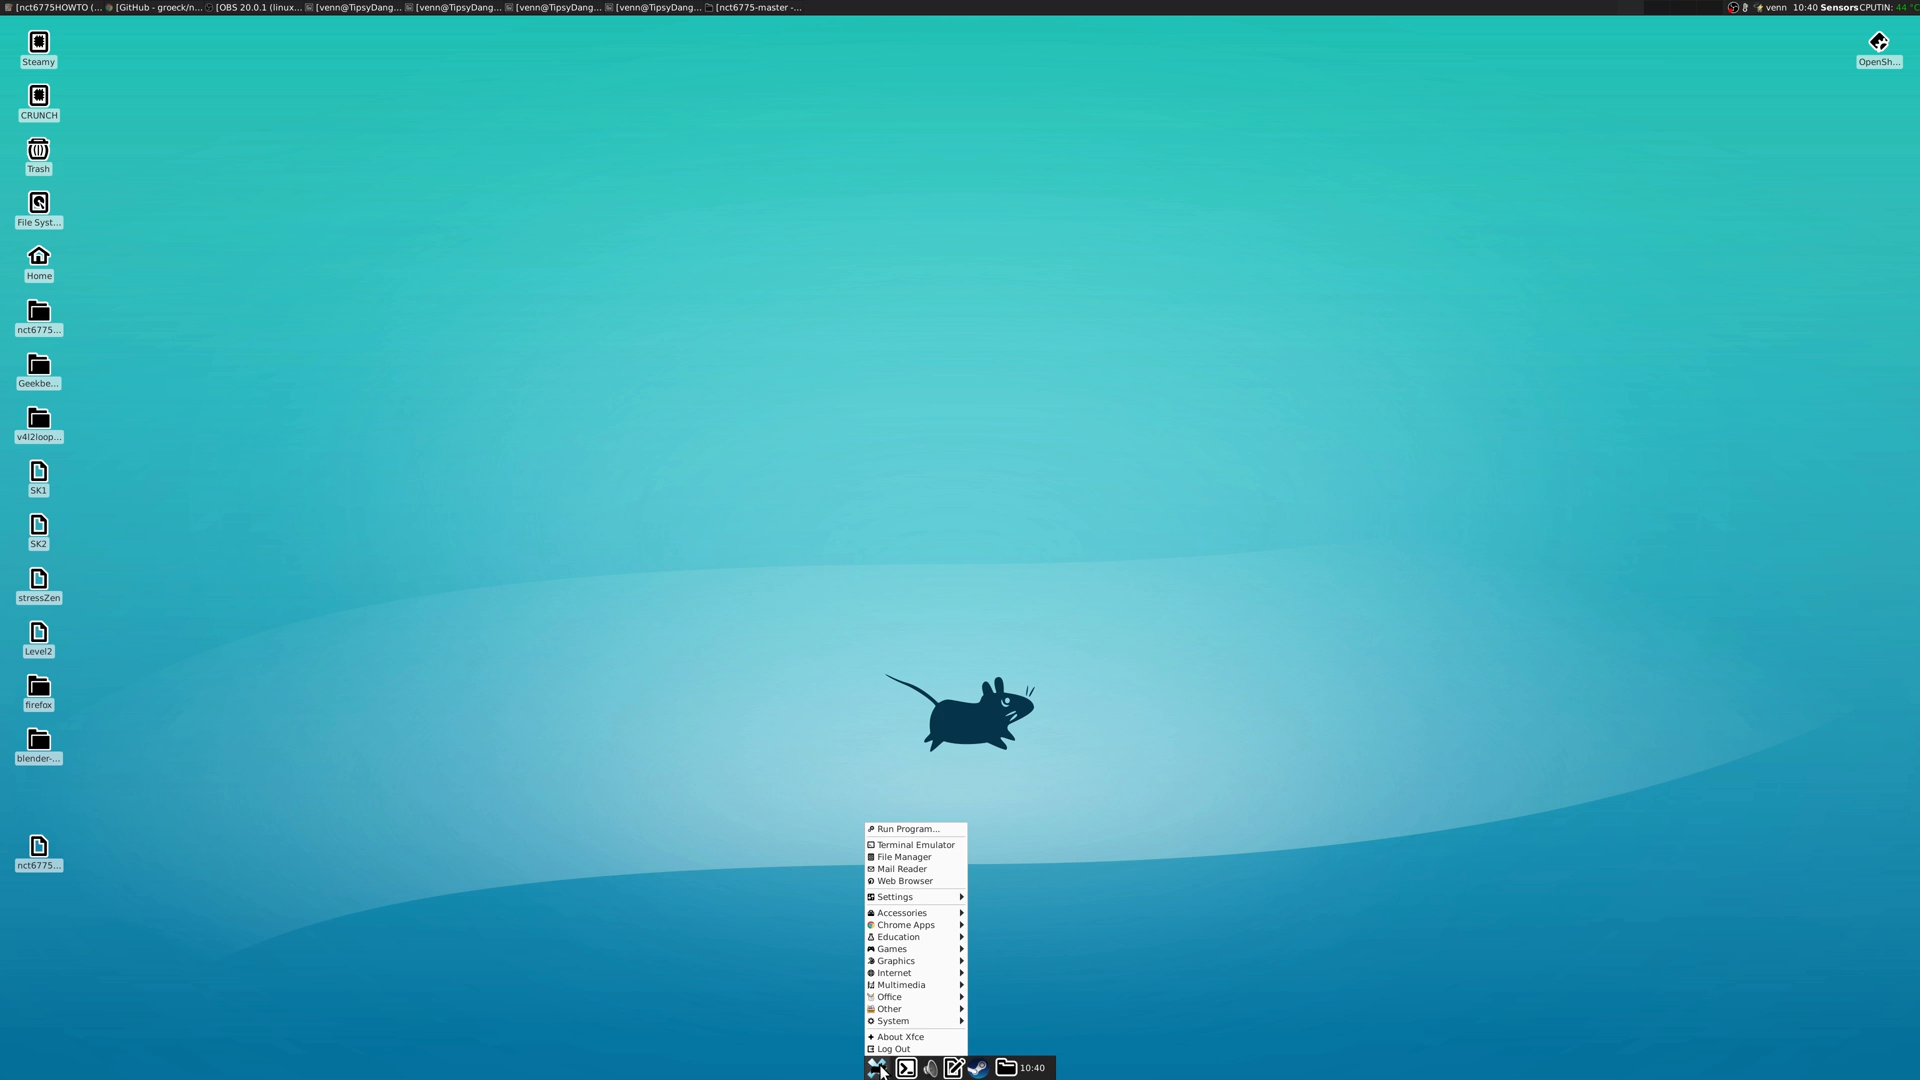 [nct6775HOWTO (... [GitHub - groeck/n... [OBS 20.0.1 (linux... [venn@TipsyDang... [venn@TipsyDang... [venn@TipsyDang... [venn@TipsyDang... [nct6775-master -... venn 10:40 Sensors CPUTIN: 44 °C
Steamy
OpenSh...
CRUNCH
Trash
File Syst...
Home
nct6775...
Geekbe...
v4l2loop...
SK1
SK2
stressZen
Level2
firefox
blender-...
nct6775...
Run Program...
Terminal Emulator
File Manager
Mail Reader
Web Browser
Settings
Accessories
Chrome Apps
Education
Games
Graphics
Internet
Multimedia
Office
Other
System
About Xfce
Log Out
10:40